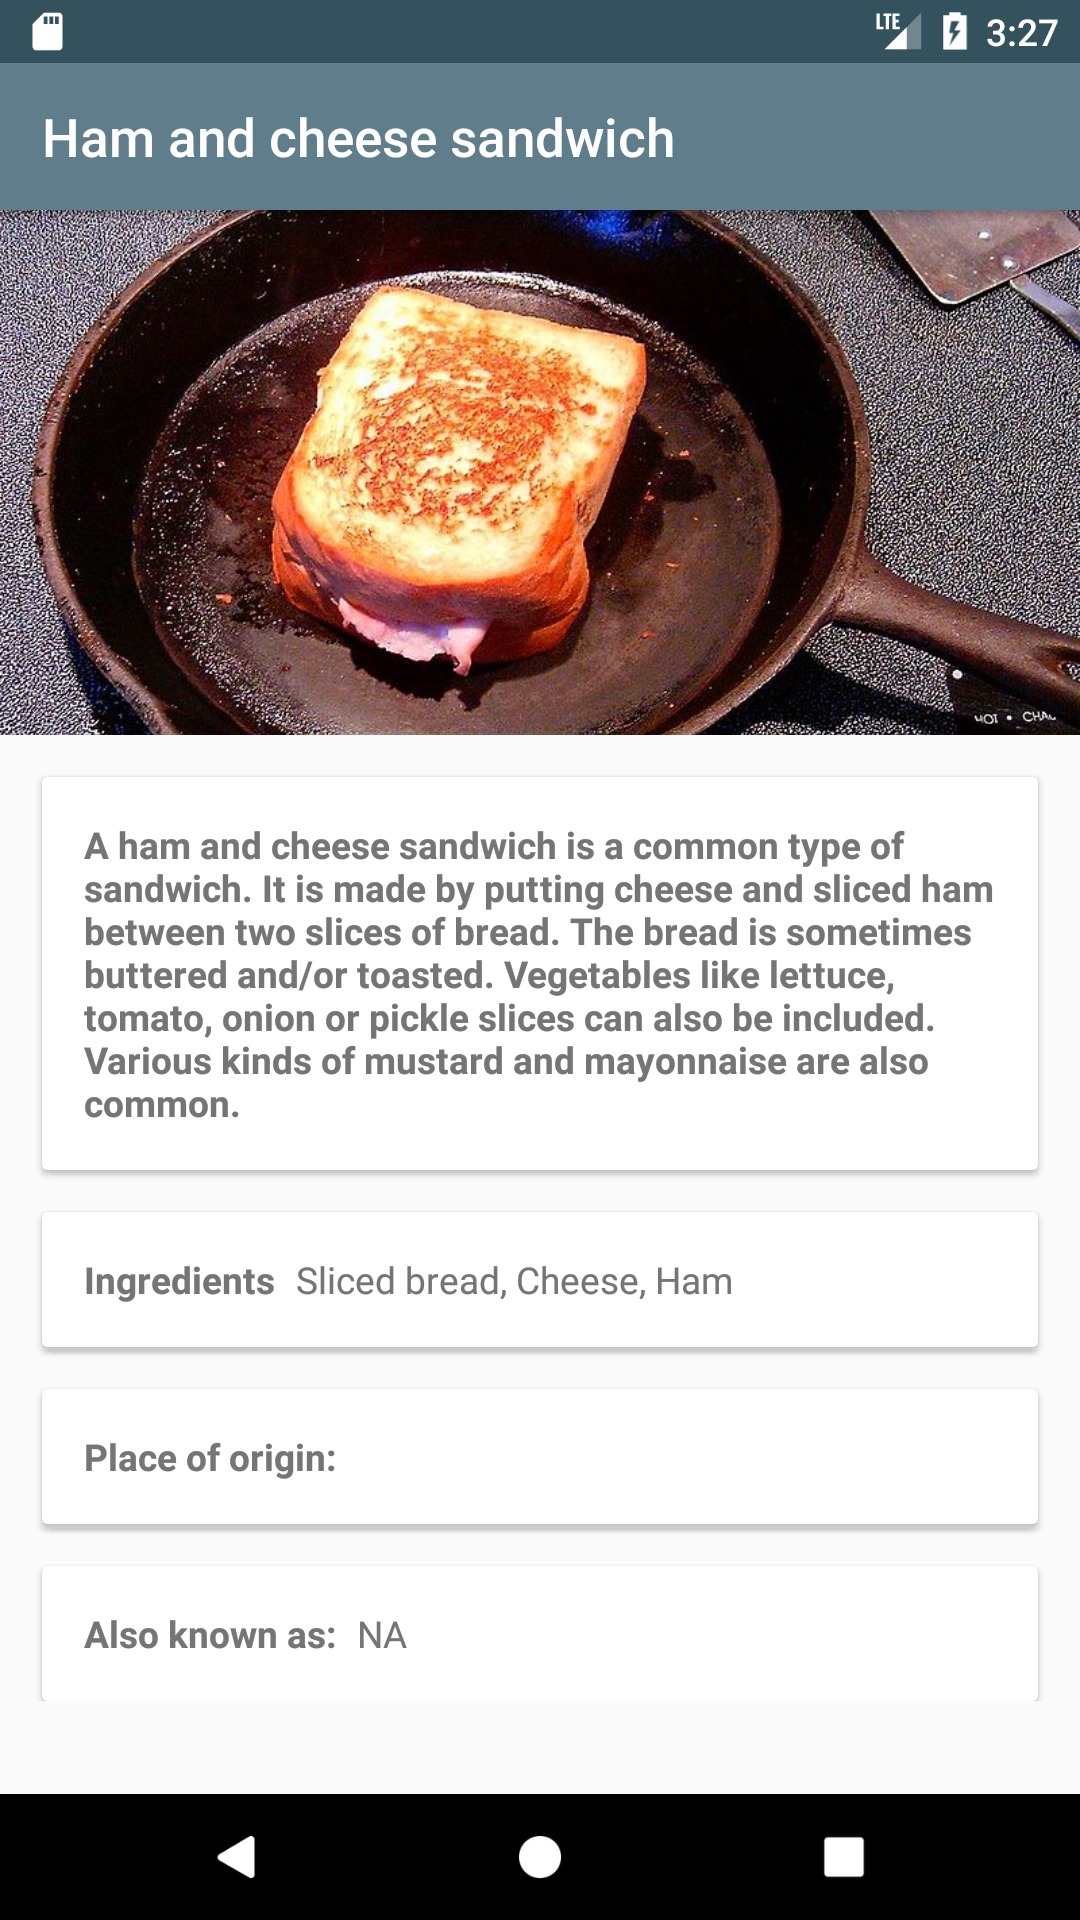 LTE 3:27
Ham and cheese sandwich
HOT • CHA
A ham and cheese sandwich is a common type of
sandwich. It is made by putting cheese and sliced ham
between two slices of bread. The bread is sometimes
buttered and/or toasted. Vegetables like lettuce,
tomato, onion or pickle slices can also be included.
Various kinds of mustard and mayonnaise are also
common.
Ingredients Sliced bread, Cheese, Ham
Place of origin:
Also known as: NA